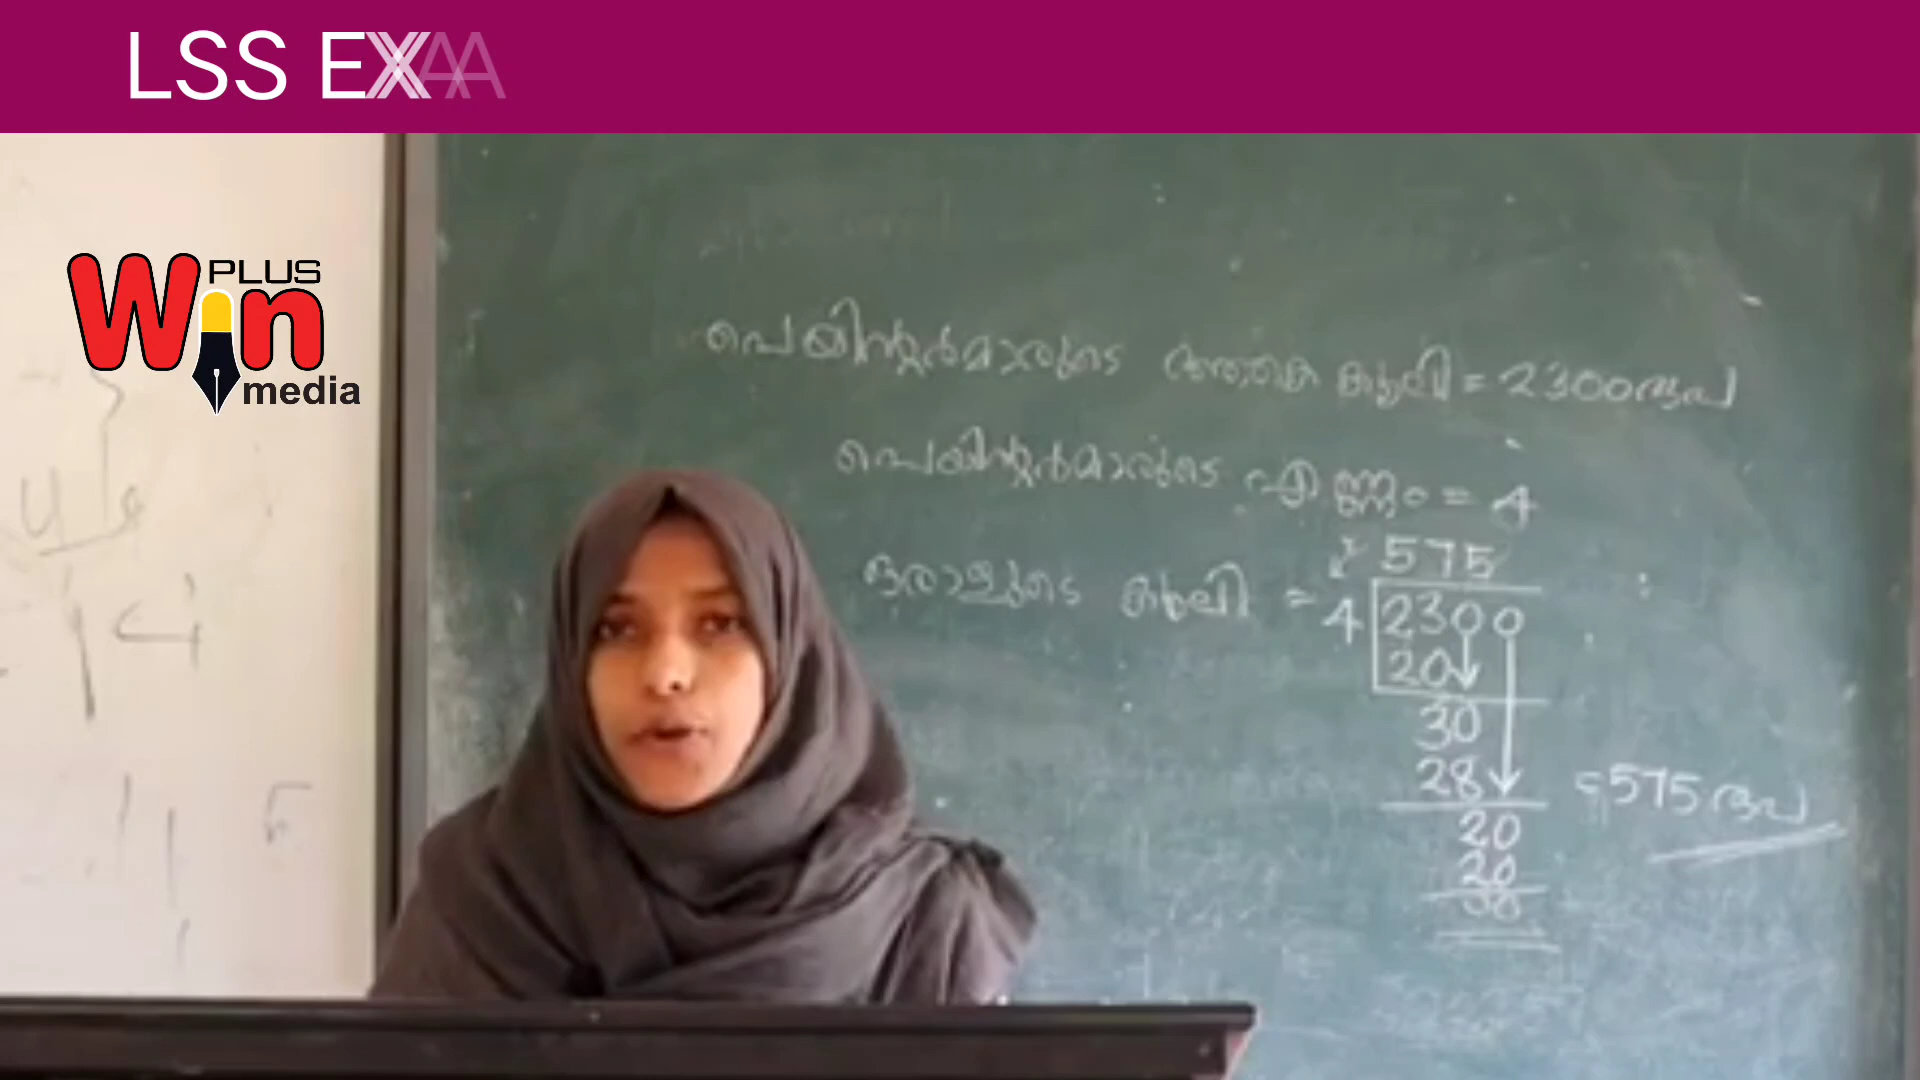 LSS EXA
Win PLUS
media
പെയിന്റർമാരുടെ ആകെ കൂലി = 2300 രൂപ
പെയിന്റർമാരുടെ എണ്ണം = 4
575
ഒരാളുടെ കൂലി = 4 2300
20
30
28
= 575 രൂപ
20
20